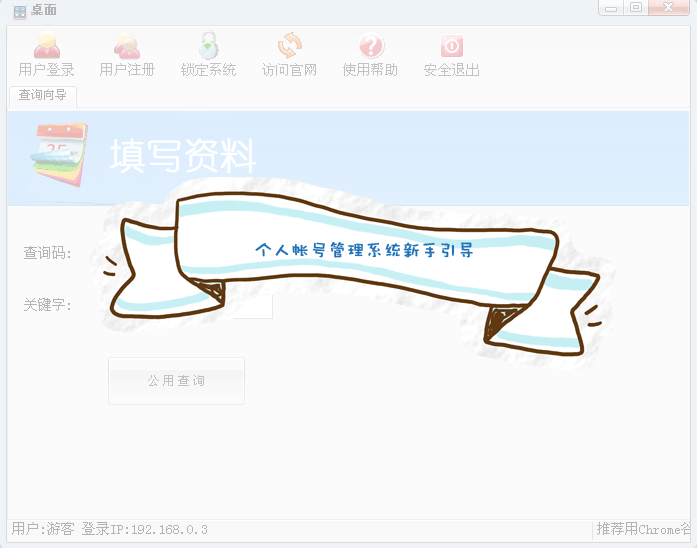 桌面
用户登录 用户注册 锁定系统 访问官网 使用帮助 安全退出
查询向导
填写资料
个人帐号管理系统新手引导
查询码:
关键字:
公用查询
用户:游客 登录IP:192.168.0.3 推荐用Chrome谷